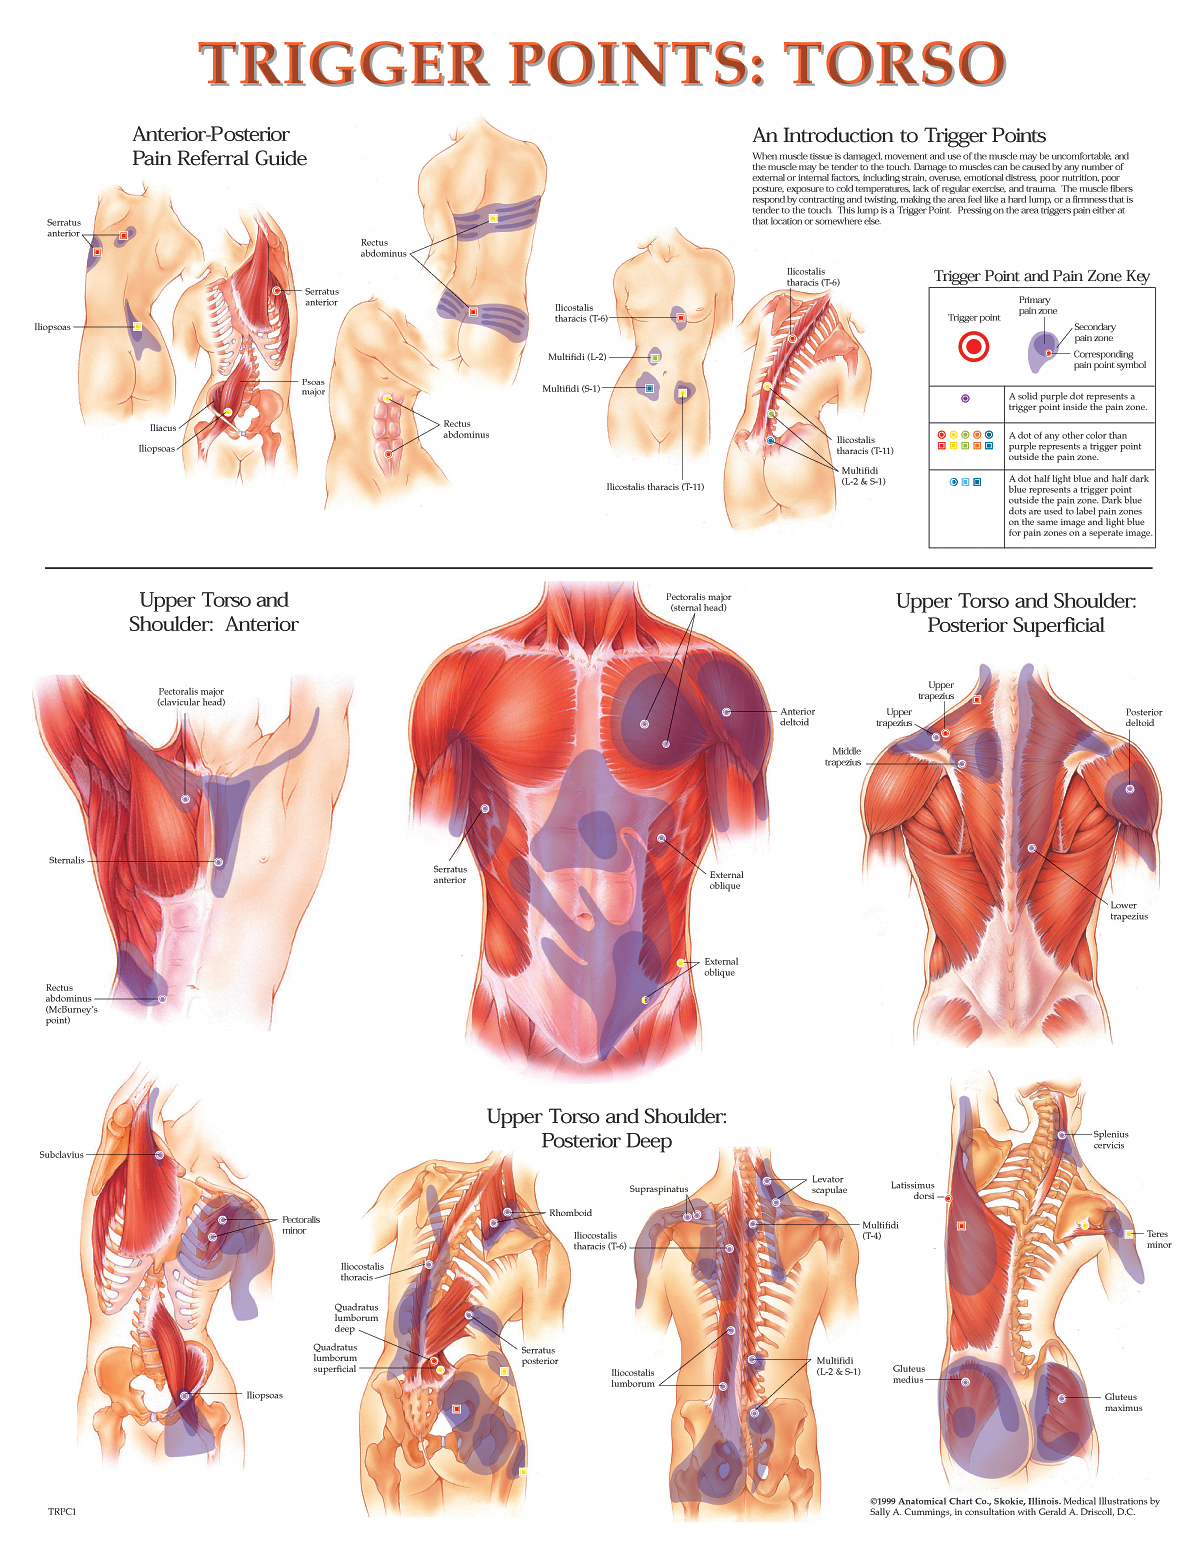 TRIGGER POINTS: TORSO
Anterior-Posterior
Pain Referral Guide
Serratus
anterior
Iliopsoas
Serratus
anterior
Psoas
major
Iliacus
Iliopsoas
Rectus
abdominus
Rectus
abdominus
An Introduction to Trigger Points
When muscle tissue is damaged, movement and use of the muscle may be uncomfortable, and
the muscle may be tender to the touch. Damage to muscles can be caused by any number of
external or internal factors, including strain, overuse, emotional distress, poor nutrition, poor
posture, exposure to cold temperatures, lack of regular exercise, and trauma. The muscle fibers
respond by contracting and twisting, making the area feel like a hard lump, or a firmness that is
tender to the touch. This lump is a Trigger Point. Pressing on the area triggers pain either at
that location or somewhere else.
Ilicostalis
tharacis (T-6)
Multifidi (L-2)
Multifidi (S-1)
Ilicostalis tharacis (T-11)
Ilicostalis
tharacis (T-6)
Ilicostalis
tharacis (T-11)
Multifidi
(L-2 & S-1)
Trigger Point and Pain Zone Key
Trigger point
Primary
pain zone
Secondary
pain zone
Corresponding
pain point symbol
A solid purple dot represents a
trigger point inside the pain zone.
A dot of any other color than
purple represents a trigger point
outside the pain zone.
A dot half light blue and half dark
blue represents a trigger point
outside the pain zone. Dark blue
dots are used to label pain zones
on the same image and light blue
for pain zones on a seperate image.
Upper Torso and
Shoulder: Anterior
Pectoralis major
(clavicular head)
Sternalis
Rectus
abdominus
(McBurney's
point)
Pectoralis major
(sternal head)
Anterior
deltoid
Serratus
anterior
External
oblique
External
oblique
Upper Torso and Shoulder:
Posterior Superficial
Upper
trapezius
Upper
trapezius
Middle
trapezius
Posterior
deltoid
Lower
trapezius
Subclavius
Pectoralis
minor
Iliopsoas
Upper Torso and Shoulder:
Posterior Deep
Rhomboid
Iliocostalis
thoracis
Quadratus
lumborum
deep
Quadratus
lumborum
superficial
Serratus
posterior
Supraspinatus
Iliocostalis
tharacis (T-6)
Iliocostalis
lumborum
Levator
scapulae
Multifidi
(T-4)
Multifidi
(L-2 & S-1)
Splenius
cervicis
Latissimus
dorsi
Teres
minor
Gluteus
medius
Gluteus
maximus
TRPC1
©1999 Anatomical Chart Co., Skokie, Illinois. Medical Illustrations by
Sally A. Cummings, in consultation with Gerald A. Driscoll, D.C.